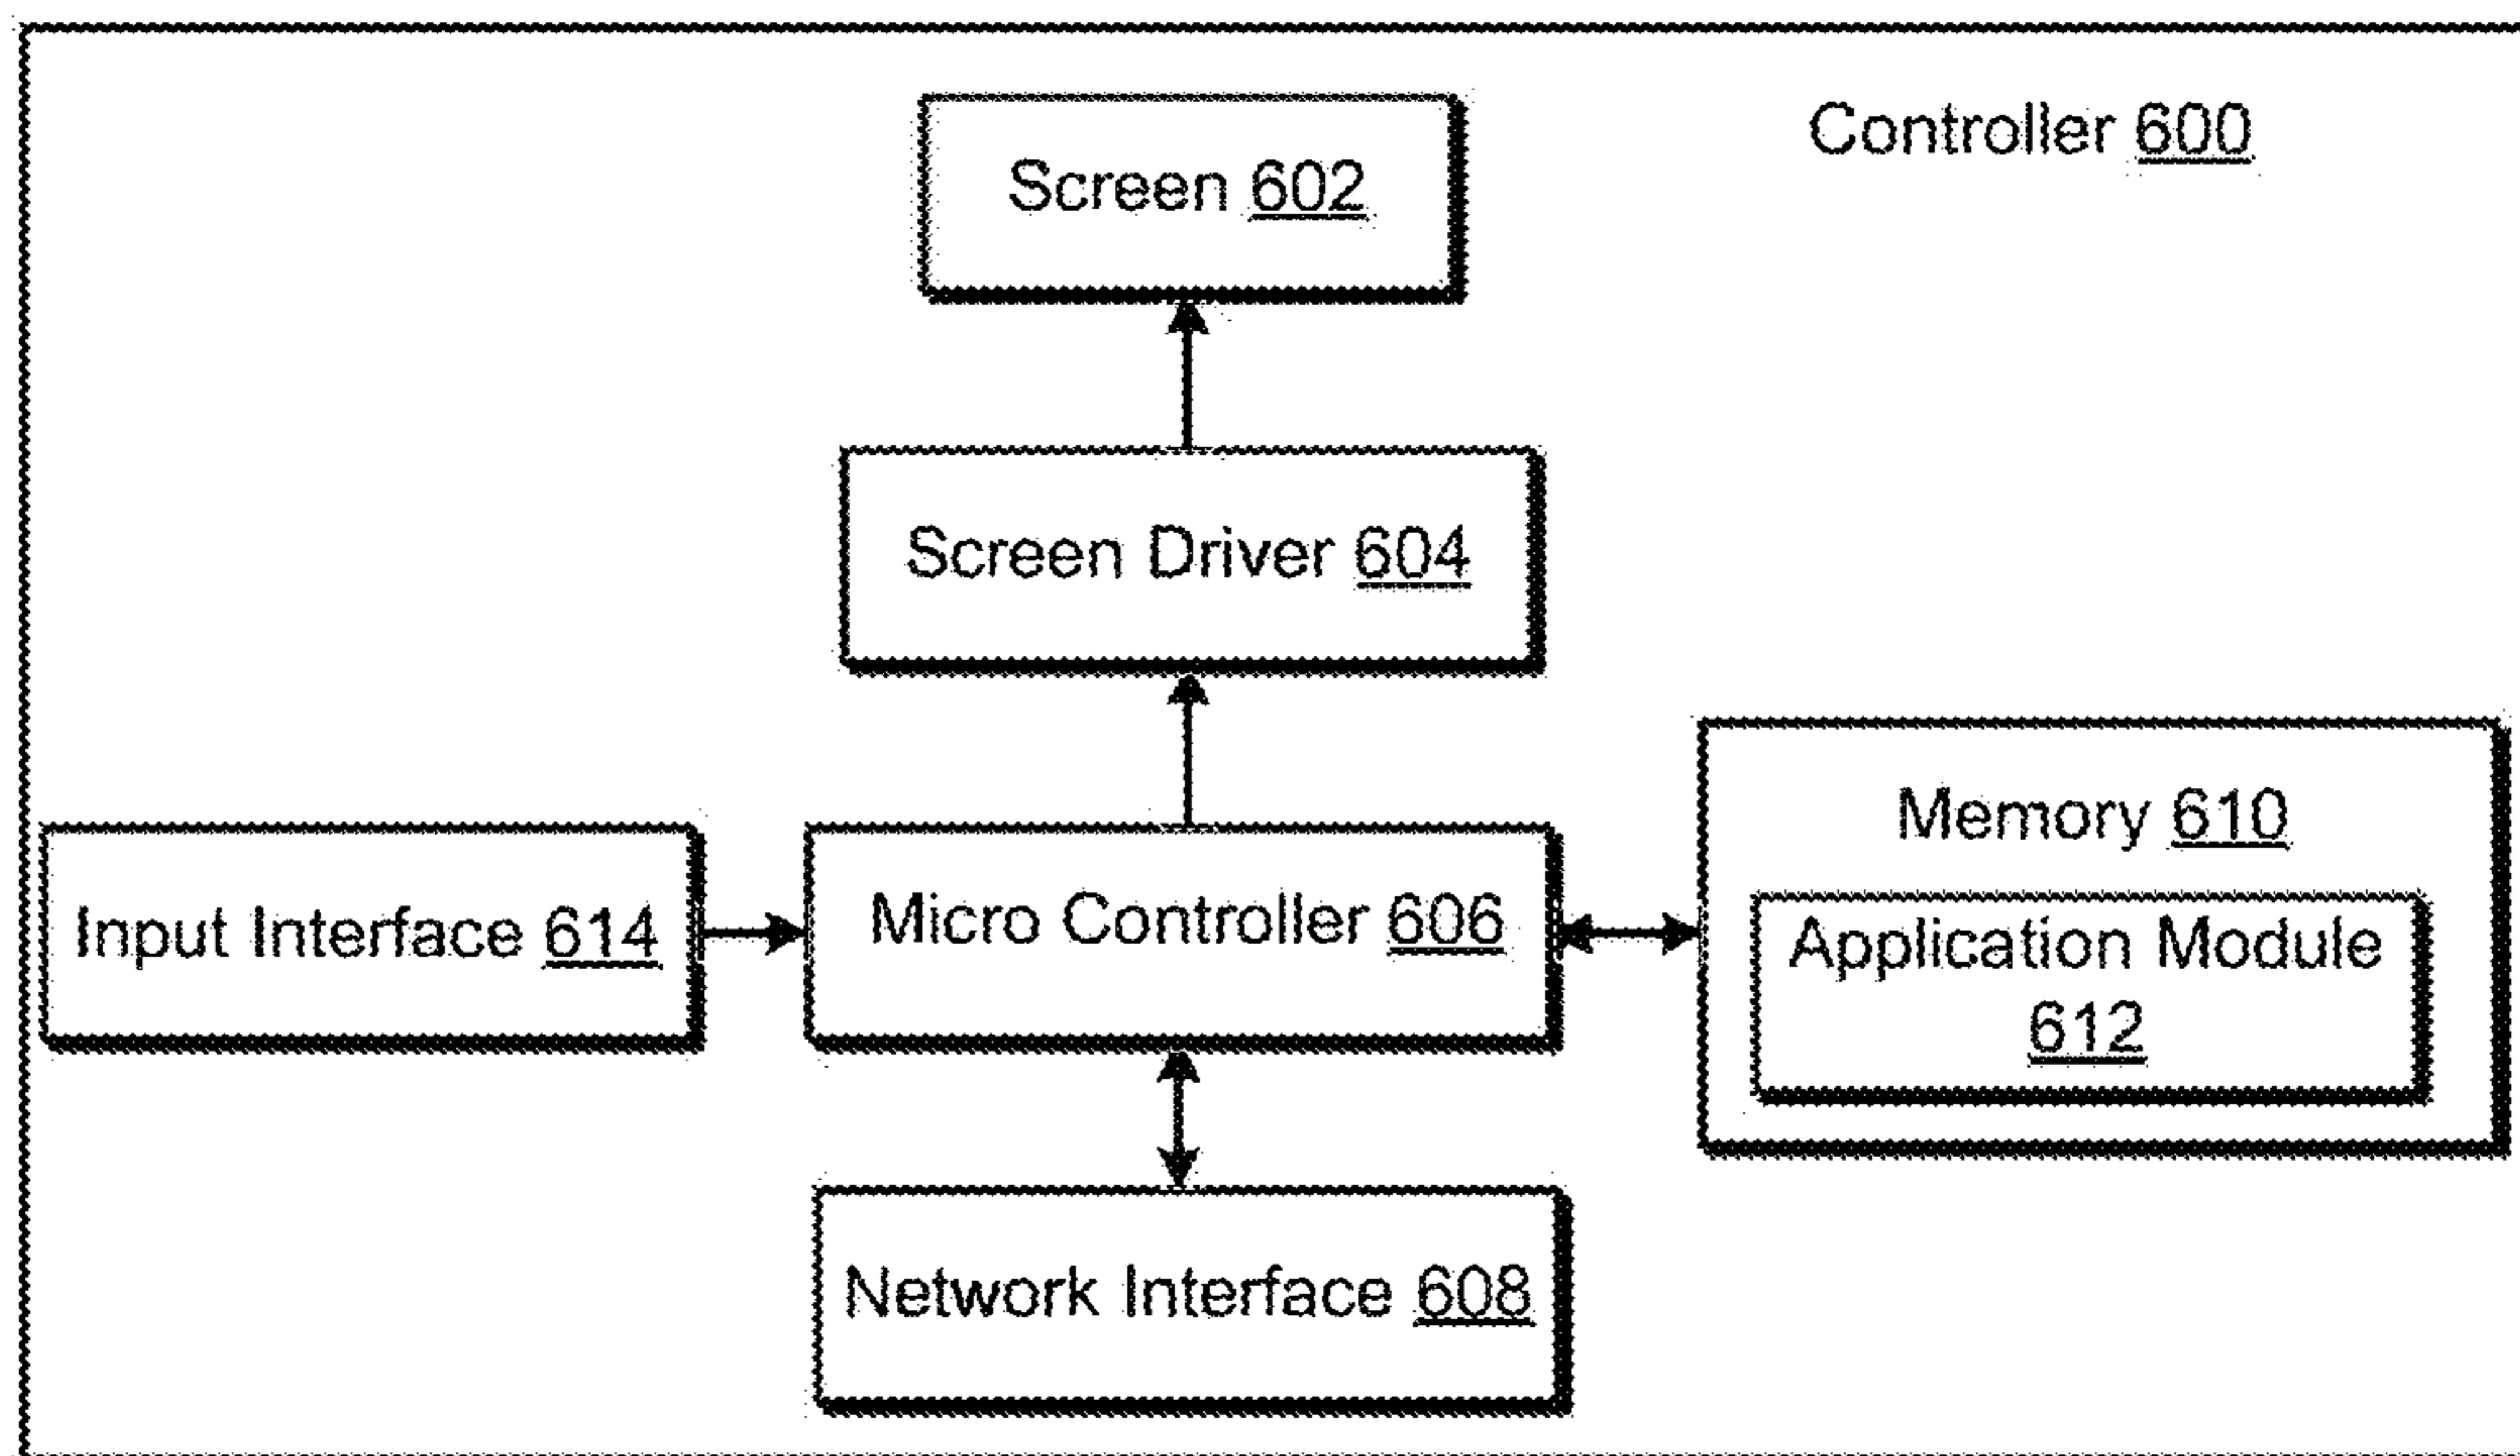 Controller 600
Screen 602
Screen Driver 604
Memory 610
Input Interface 614
Micro Controller 606
Application Module
612
Network Interface 608